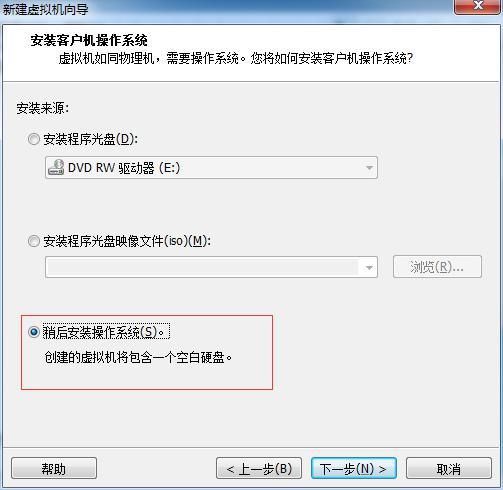 新建虚拟机向导
安装客户机操作系统
虚拟机如同物理机，需要操作系统。您将如何安装客户机操作系统?
安装来源:
安装程序光盘(D):
DVD RW 驱动器 (E:)
安装程序光盘映像文件(iso)(M):
浏览(R)...
稍后安装操作系统(S)。
创建的虚拟机将包含一个空白硬盘。
帮助
< 上一步(B)
下一步(N) >
取消